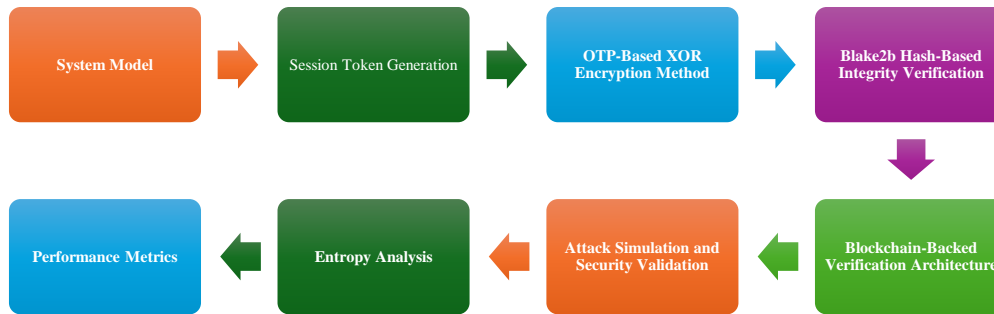 System Model
Session Token Generation
OTP-Based XOR
Encryption Method
Blake2b Hash-Based
Integrity Verification
Performance Metrics
Entropy Analysis
Attack Simulation and
Security Validation
Blockchain-Backed
Verification Architecture